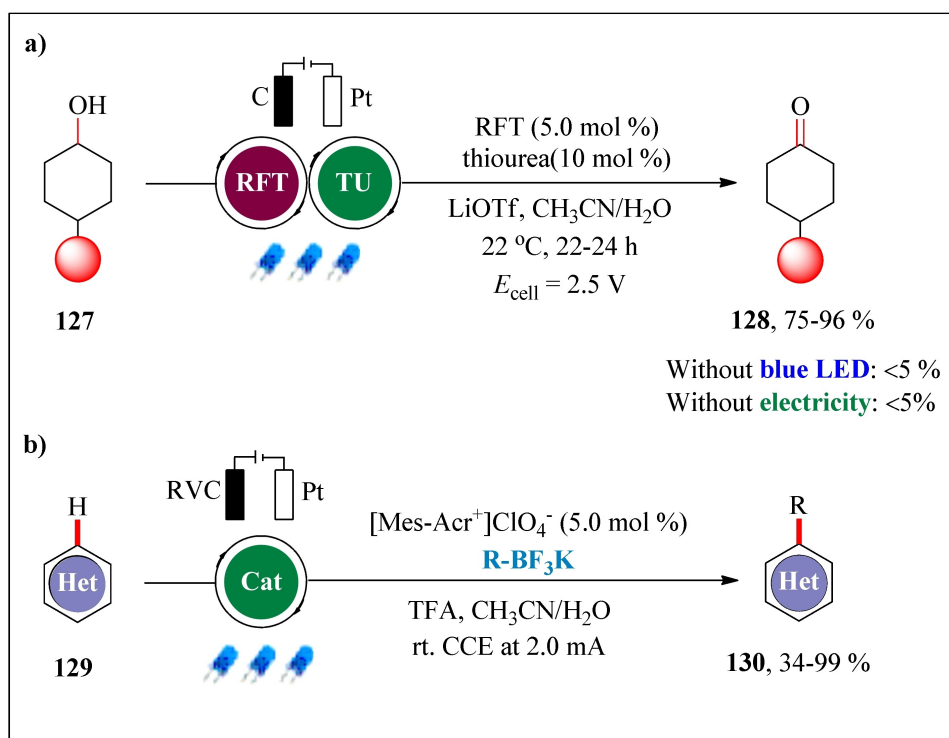 a)
OH
C
Pt
RFT
TU
RFT (5.0 mol %)
thiourea(10 mol %)
LiOTf, CH₃CN/H₂O
22 °C, 22-24 h
E_cell = 2.5 V
O
127
128, 75-96 %
Without blue LED: <5 %
Without electricity: <5%
b)
H
Het
129
RVC
Pt
Cat
[Mes-Acr⁺]ClO₄⁻ (5.0 mol %)
R-BF₃K
TFA, CH₃CN/H₂O
rt. CCE at 2.0 mA
R
Het
130, 34-99 %